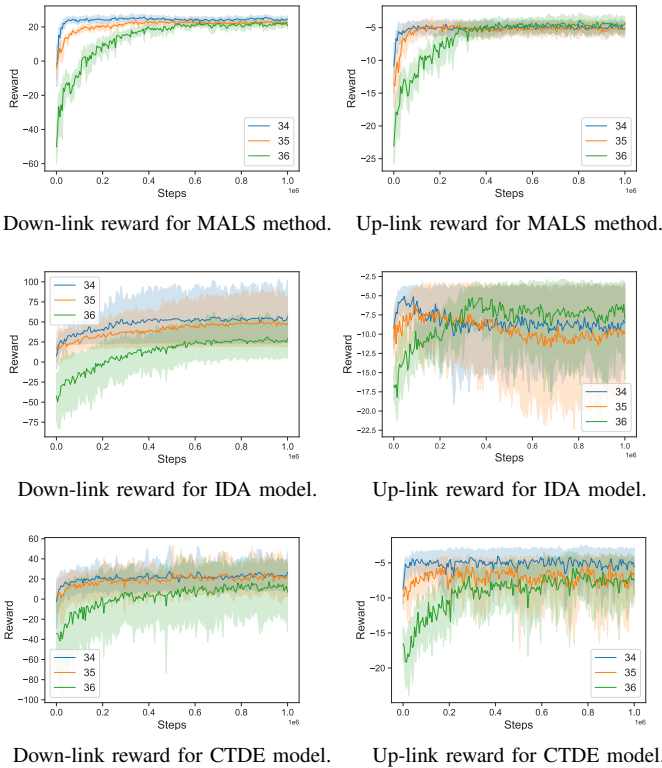 20
0
−20
−40
−60
Reward
34
35
36
0.0 0.2 0.4 0.6 0.8 1.0
Steps
1e6
−5
−10
−15
−20
−25
Reward
34
35
36
0.0 0.2 0.4 0.6 0.8 1.0
Steps
1e6
Down-link reward for MALS method.
Up-link reward for MALS method.
100
75
50
25
0
−25
−50
−75
Reward
34
35
36
0.0 0.2 0.4 0.6 0.8 1.0
Steps
1e6
−2.5
−5.0
−7.5
−10.0
−12.5
−15.0
−17.5
−20.0
−22.5
Reward
34
35
36
0.0 0.2 0.4 0.6 0.8 1.0
Steps
1e6
Down-link reward for IDA model.
Up-link reward for IDA model.
60
40
20
0
−20
−40
−60
−80
−100
Reward
34
35
36
0.0 0.2 0.4 0.6 0.8 1.0
Steps
1e6
−5
−10
−15
−20
Reward
34
35
36
0.0 0.2 0.4 0.6 0.8 1.0
Steps
1e6
Down-link reward for CTDE model.
Up-link reward for CTDE model.